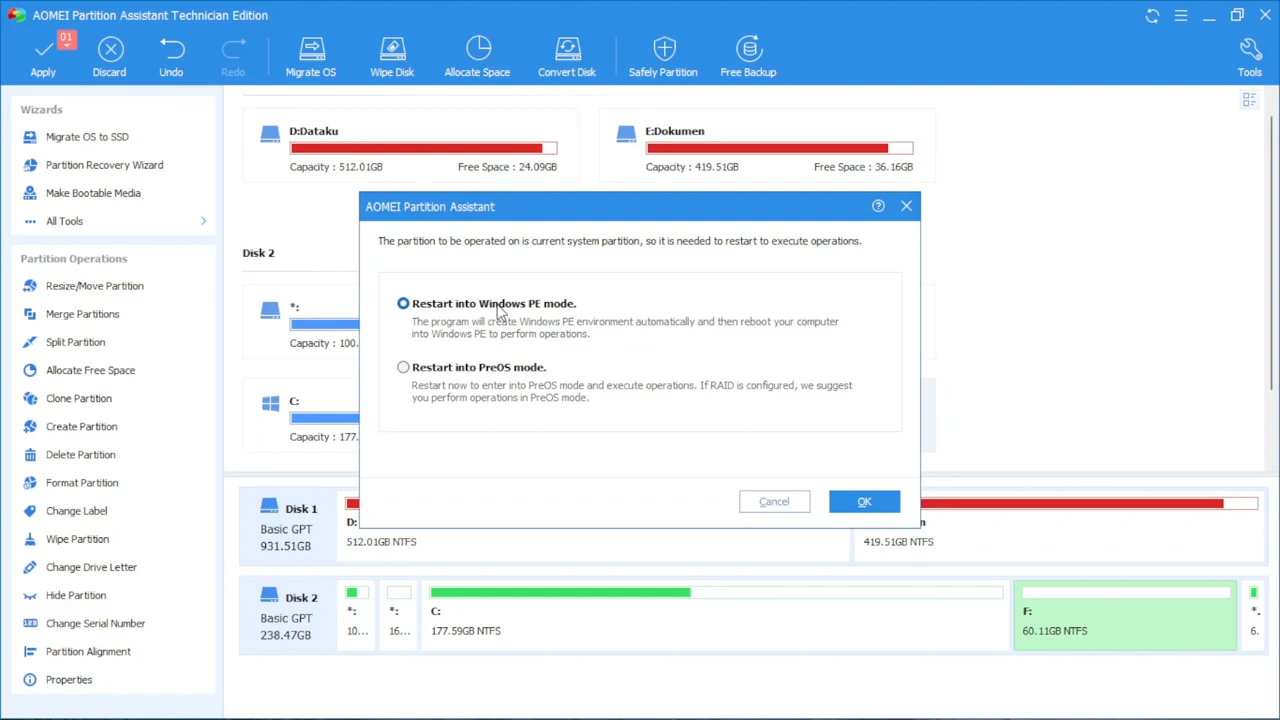 AOMEI Partition Assistant Technician Edition
01
Apply
Discard
Undo
Redo
Migrate OS
Wipe Disk
Allocate Space
Convert Disk
Safely Partition
Free Backup
Tools
Wizards
Migrate OS to SSD
Partition Recovery Wizard
Make Bootable Media
All Tools
Partition Operations
Resize/Move Partition
Merge Partitions
Split Partition
Allocate Free Space
Clone Partition
Create Partition
Delete Partition
Format Partition
Change Label
Wipe Partition
Change Drive Letter
Hide Partition
Change Serial Number
Partition Alignment
Properties
D:Dataku
Capacity : 512.01GB
Free Space : 24.09GB
E:Dokumen
Capacity : 419.51GB
Free Space : 36.16GB
Disk 2
*:
Capacity : 100.
C:
Capacity : 177.
AOMEI Partition Assistant
The partition to be operated on is current system partition, so it is needed to restart to execute operations.
Restart into Windows PE mode.
The program will create Windows PE environment automatically and then reboot your computer
into Windows PE to perform operations.
Restart into PreOS mode.
Restart now to enter into PreOS mode and execute operations. If RAID is configured, we suggest
you perform operations in PreOS mode.
Cancel
OK
Disk 1
Basic GPT
931.51GB
D:
512.01GB NTFS
n
419.51GB NTFS
Disk 2
Basic GPT
238.47GB
*:
10...
*:
16...
C:
177.59GB NTFS
F:
60.11GB NTFS
*.
6.